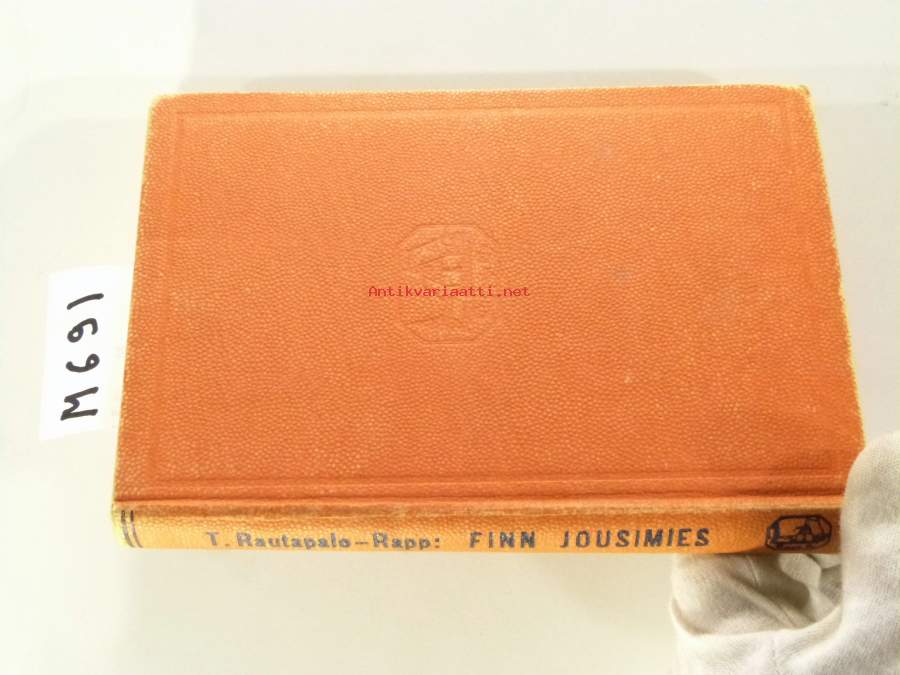 Antikvariaatti.net
M691
T. Rautapalo-Rapp: FINN JOUSIMIES